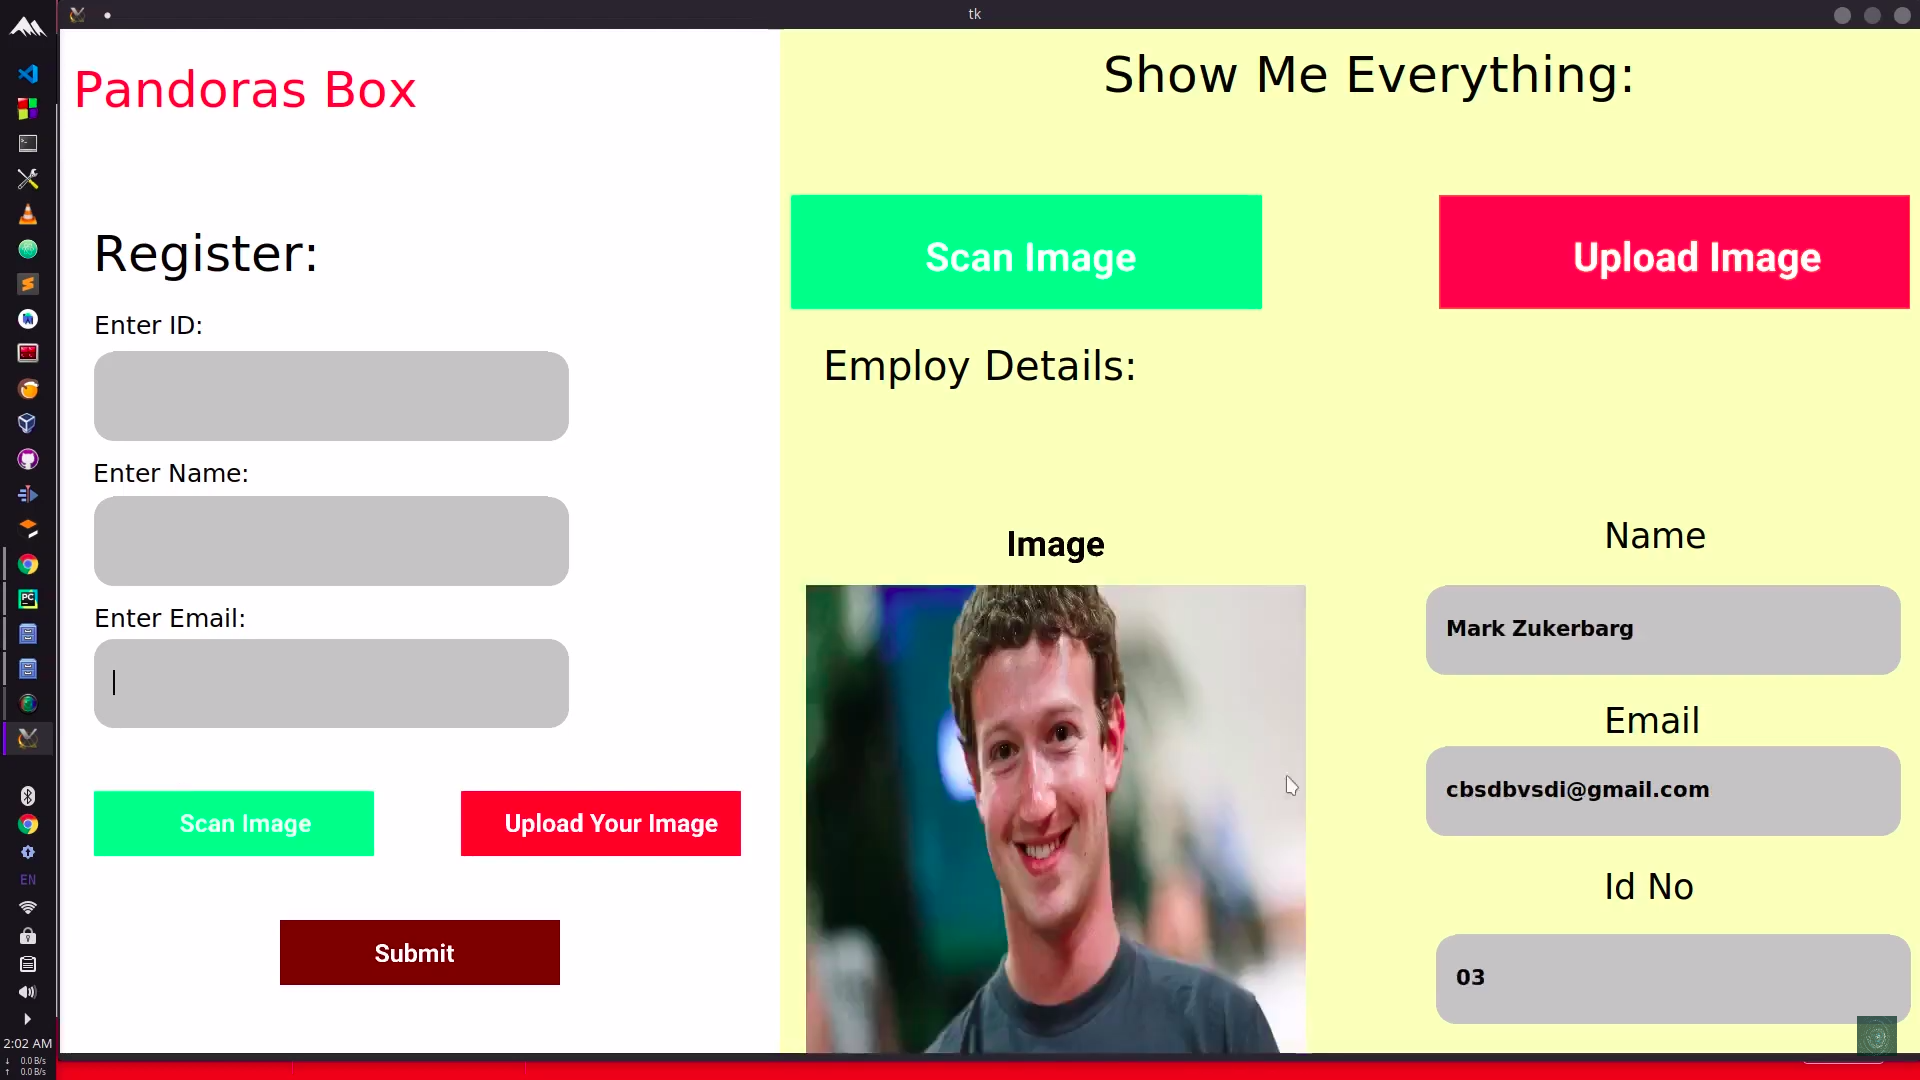 tk
Pandoras Box
Register:
Enter ID:
Enter Name:
Enter Email:
Scan Image
Upload Your Image
Submit
Show Me Everything:
Scan Image
Upload Image
Employ Details:
Image
Name
Mark Zukerbarg
Email
cbsdbvsdi@gmail.com
Id No
03
PC
EN
2:02 AM
↓ 0.0 B/s
↑ 0.0 B/s